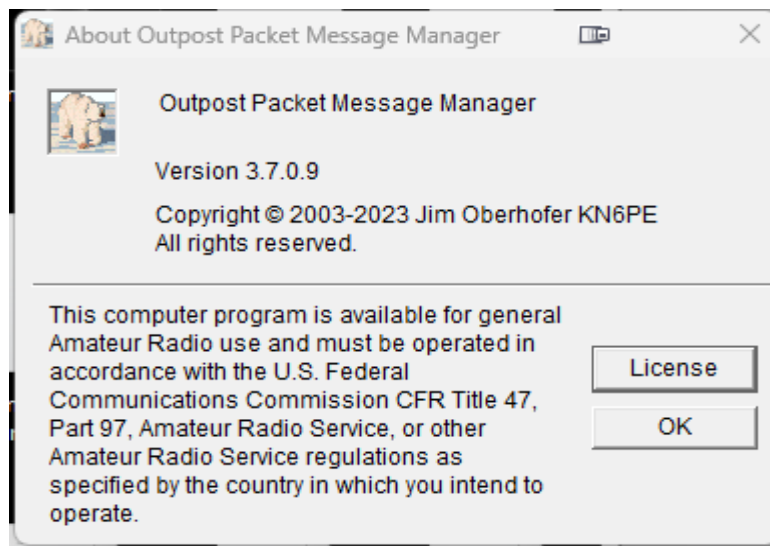 About Outpost Packet Message Manager
Outpost Packet Message Manager
Version 3.7.0.9
Copyright © 2003-2023 Jim Oberhofer KN6PE
All rights reserved.
This computer program is available for general
Amateur Radio use and must be operated in
accordance with the U.S. Federal
Communications Commission CFR Title 47,
Part 97, Amateur Radio Service, or other
Amateur Radio Service regulations as
specified by the country in which you intend to
operate.
License
OK